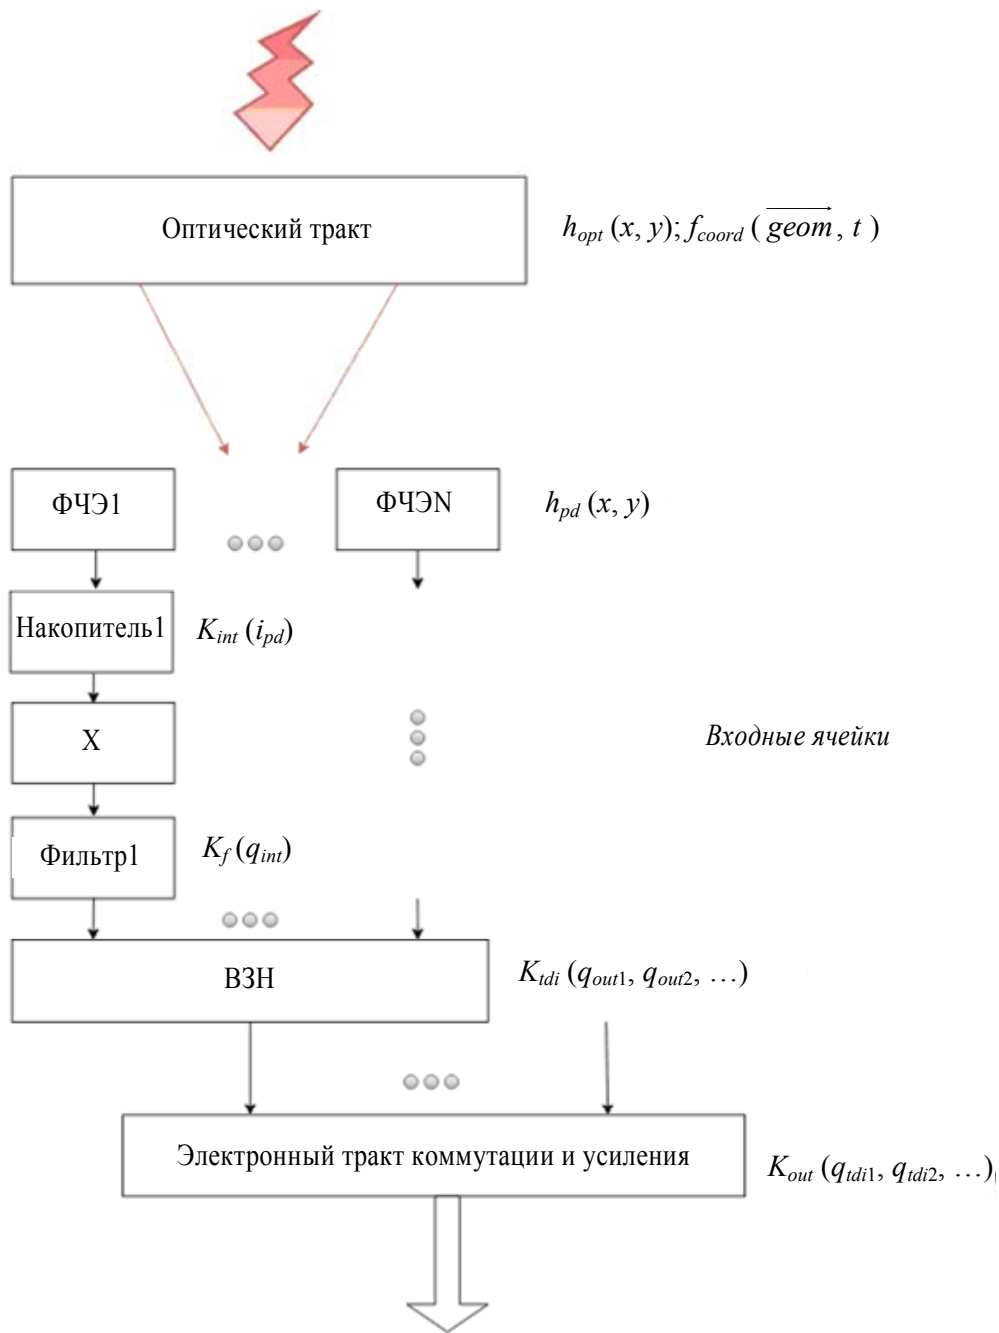 Оптический тракт
h_opt (x, y); f_coord ( \overrightarrow{geom}, t )
ФЧЭ1
ФЧЭN
h_pd (x, y)
Накопитель1
K_int (i_pd)
X
Входные ячейки
Фильтр1
K_f (q_int)
ВЗН
K_tdi (q_out1, q_out2, …)
Электронный тракт коммутации и усиления
K_out (q_tdi1, q_tdi2, …)